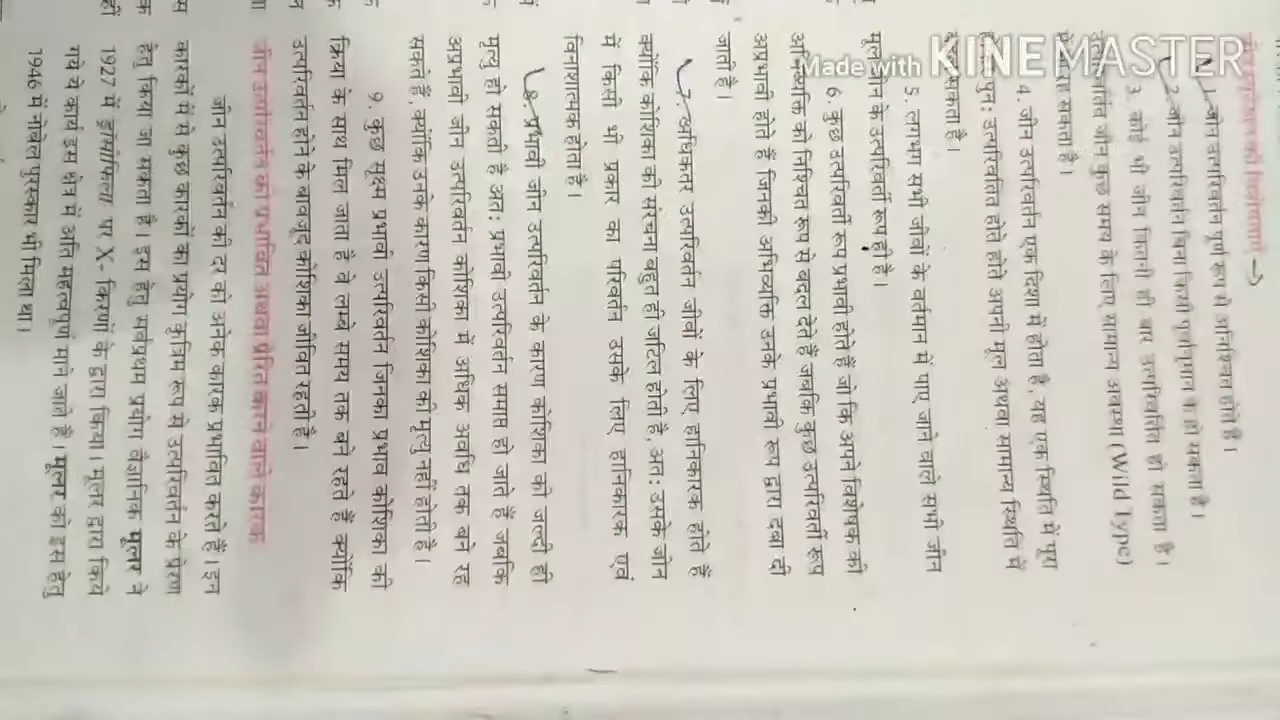 की विशेषताएँ →
1. जीन उत्परिवर्तन पूर्ण रूप से अनिश्चित होते हैं।
2. जीन उत्परिवर्तन बिना किसी पूर्वानुमान के हो सकता है।
3. कोई भी जीन कितनी ही बार उत्परिवर्तित हो सकता है।
जीन कुछ समय के लिए सामान्य अवस्था (Wild Type)
रह सकता है।
4. जीन उत्परिवर्तन एक दिशा में होता है, यह एक स्थिति में पूरा
पुन: उत्परिवर्तित होते होते अपनी मूल अथवा सामान्य स्थिति में
सकता है।
5. लगभग सभी जीवों के वर्तमान में पाए जाने वाले सभी जीन
मूल जीन के उत्परिवर्ती रूप ही है।
6. कुछ उत्परिवर्ती रूप प्रभावी होते हैं जो कि अपने विशेषक की
अभिव्यक्ति को निश्चित रूप से बदल देते हैं जबकि कुछ उत्परिवर्ती रूप
अप्रभावी होते हैं जिनकी अभिव्यक्ति उनके प्रभावी रूप द्वारा दबा दी
जाती है।
7. अधिकतर उत्परिवर्तन जीवों के लिए हानिकारक होते हैं
क्योंकि कोशिका की संरचना बहुत ही जटिल होती है, अत: उसके जीन
में किसी भी प्रकार का परिवर्तन उसके लिए हानिकारक एवं
विनाशात्मक होता है।
8. प्रभावी जीन उत्परिवर्तन के कारण कोशिका को जल्दी ही
मृत्यु हो सकती है अत: प्रभावी उत्परिवर्तन समाप्त हो जाते हैं जबकि
अप्रभावी जीन उत्परिवर्तन कोशिका में अधिक अवधि तक बने रह
सकते हैं, क्योंकि उनके कारण किसी कोशिका की मृत्यु नहीं होती है।
9. कुछ सूक्ष्म प्रभावी उत्परिवर्तन जिनका प्रभाव कोशिका की
क्रिया के साथ मिल जाता है वे लम्बे समय तक बने रहते हैं क्योंकि
उत्परिवर्तन होने के बावजूद कोशिका जीवित रहती है।
जीन उत्परिवर्तन को प्रभावित अथवा प्रेरित करने वाले कारक
जीन उत्परिवर्तन की दर को अनेक कारक प्रभावित करते हैं। इन
कारकों में से कुछ कारकों का प्रयोग कृत्रिम रूप से उत्परिवर्तन के प्रेरण
हेतु किया जा सकता है। इस हेतु सर्वप्रथम प्रयोग वैज्ञानिक मूलर ने
1927 में ड्रोसोफिला पर X- किरणों के द्वारा किया। मूलर द्वारा किये
गये ये कार्य इस क्षेत्र में अति महत्वपूर्ण माने जाते है। मूलर को इस हेतु
1946 में नोबेल पुरस्कार भी मिला था।
Made with KINEMASTER